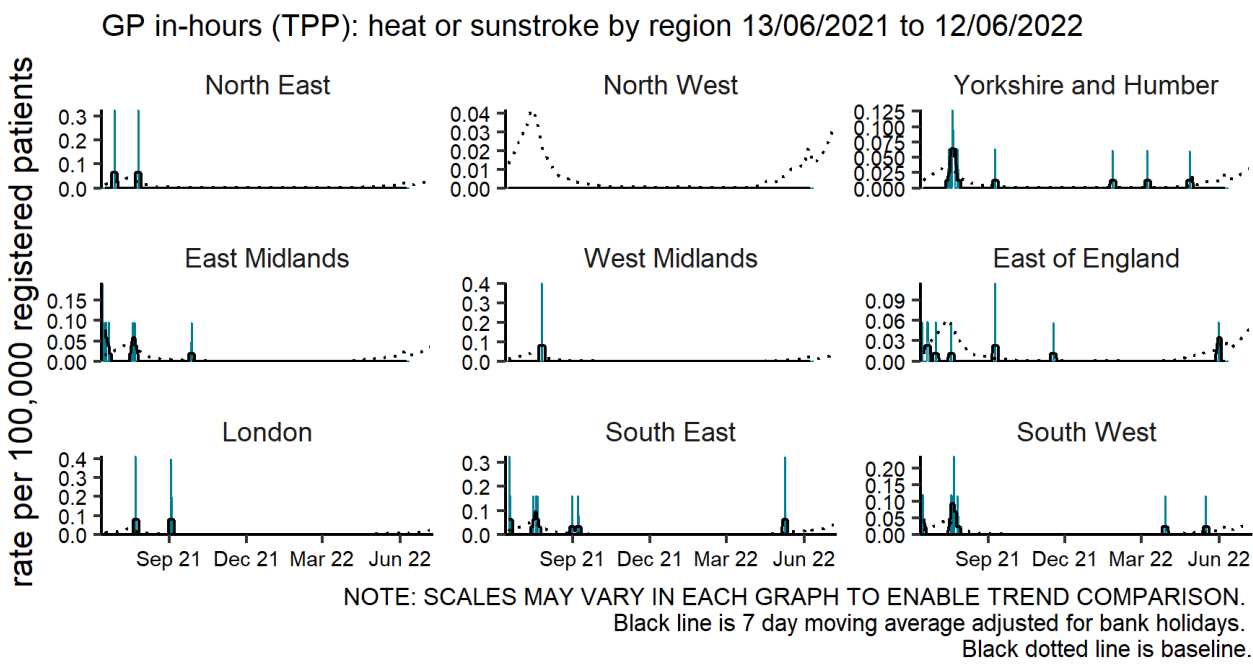 GP in-hours (TPP): heat or sunstroke by region 13/06/2021 to 12/06/2022
rate per 100,000 registered patients
North East
0.3
0.2
0.1
0.0
North West
0.04
0.03
0.02
0.01
0.00
Yorkshire and Humber
0.125
0.100
0.075
0.050
0.025
0.000
East Midlands
0.15
0.10
0.05
0.00
West Midlands
0.4
0.3
0.2
0.1
0.0
East of England
0.09
0.06
0.03
0.00
London
0.4
0.3
0.2
0.1
0.0
Sep 21 Dec 21 Mar 22 Jun 22
South East
0.3
0.2
0.1
0.0
Sep 21 Dec 21 Mar 22 Jun 22
South West
0.20
0.15
0.10
0.05
0.00
Sep 21 Dec 21 Mar 22 Jun 22
NOTE: SCALES MAY VARY IN EACH GRAPH TO ENABLE TREND COMPARISON.
Black line is 7 day moving average adjusted for bank holidays.
Black dotted line is baseline.